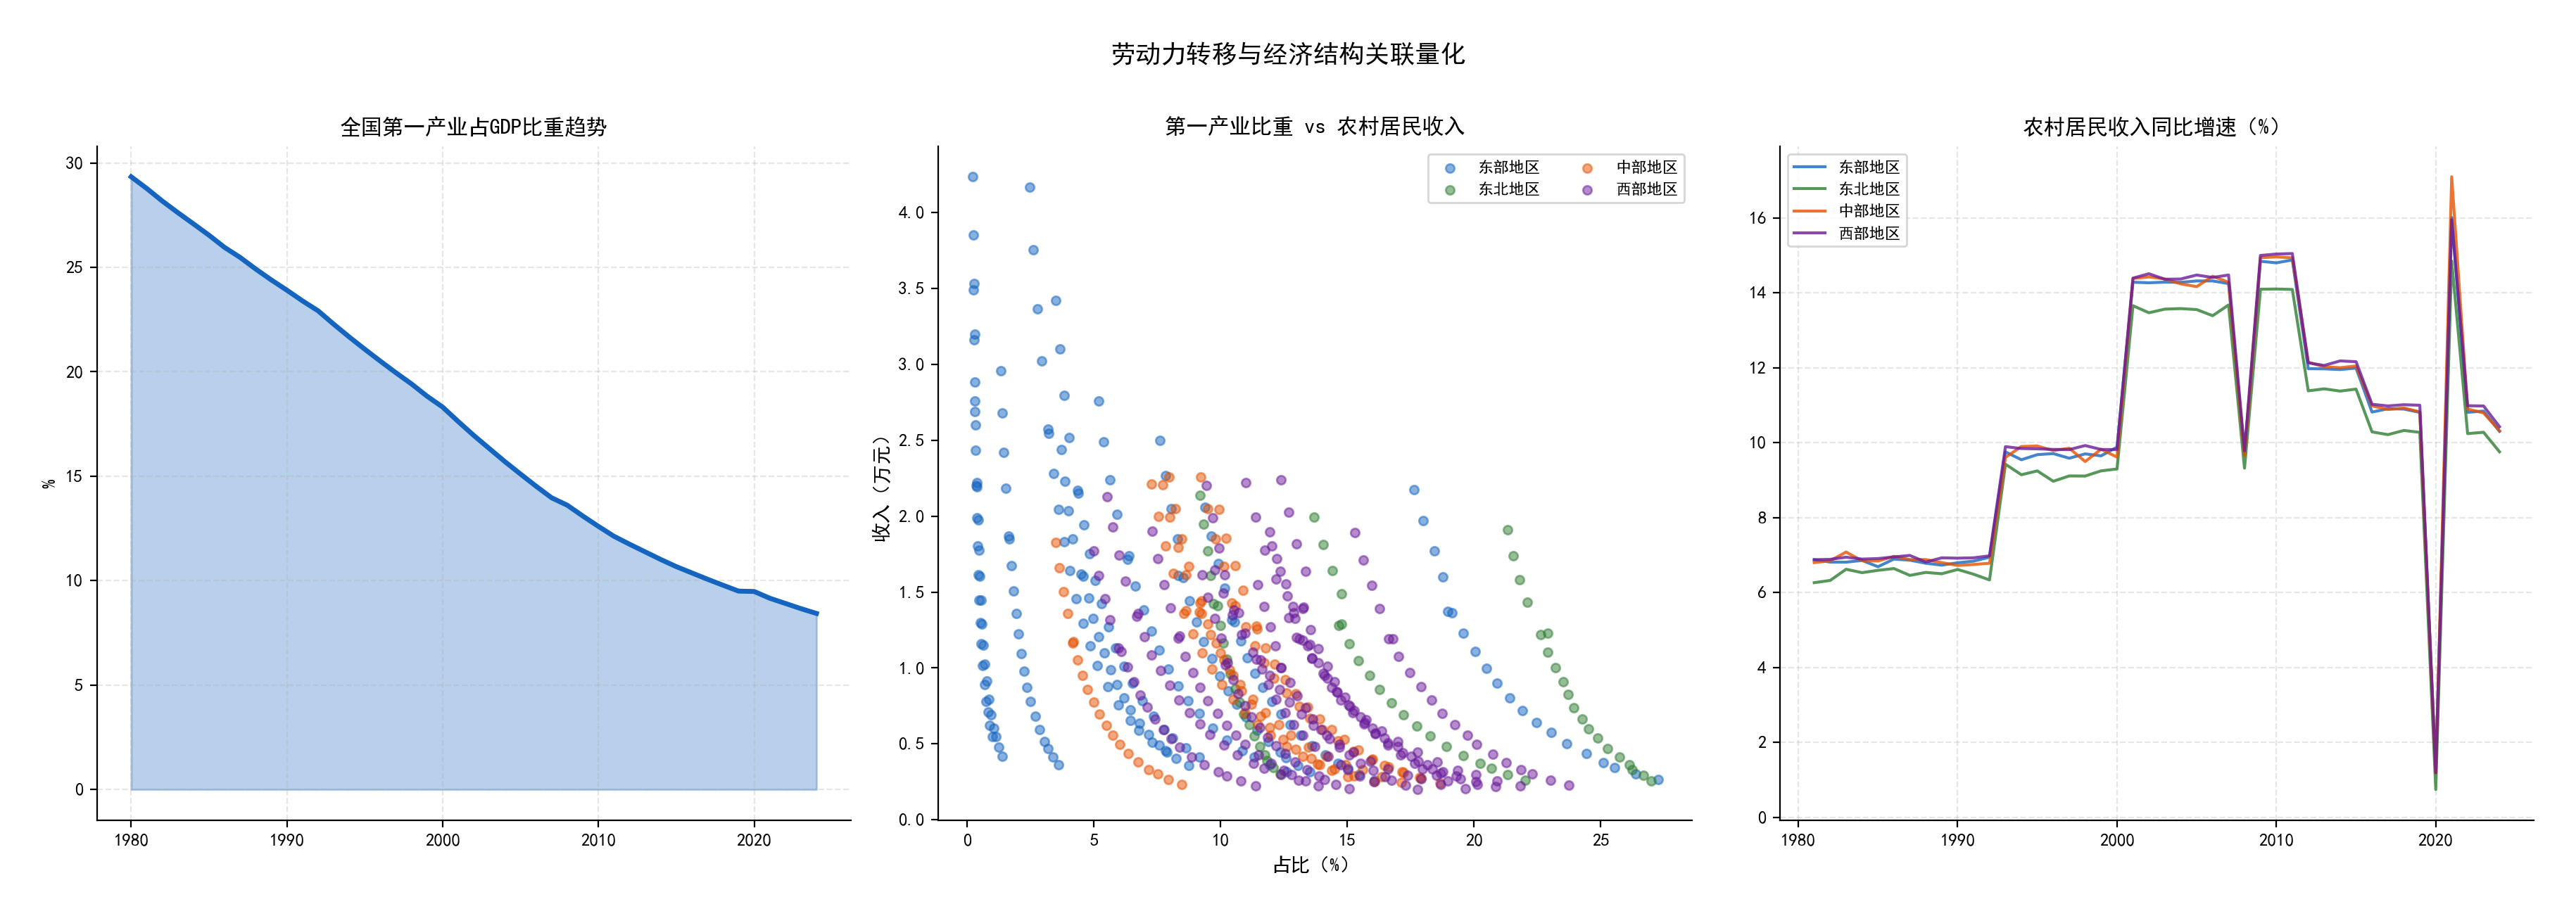 劳动力转移与经济结构关联量化
全国第一产业占GDP比重趋势
%
30
25
20
15
10
5
0
1980 1990 2000 2010 2020
第一产业比重 vs 农村居民收入
东部地区 中部地区
东北地区 西部地区
收入（万元）
4.0
3.5
3.0
2.5
2.0
1.5
1.0
0.5
0.0
0 5 10 15 20 25
占比（%）
农村居民收入同比增速（%）
东部地区
东北地区
中部地区
西部地区
16
14
12
10
8
6
4
2
0
1980 1990 2000 2010 2020